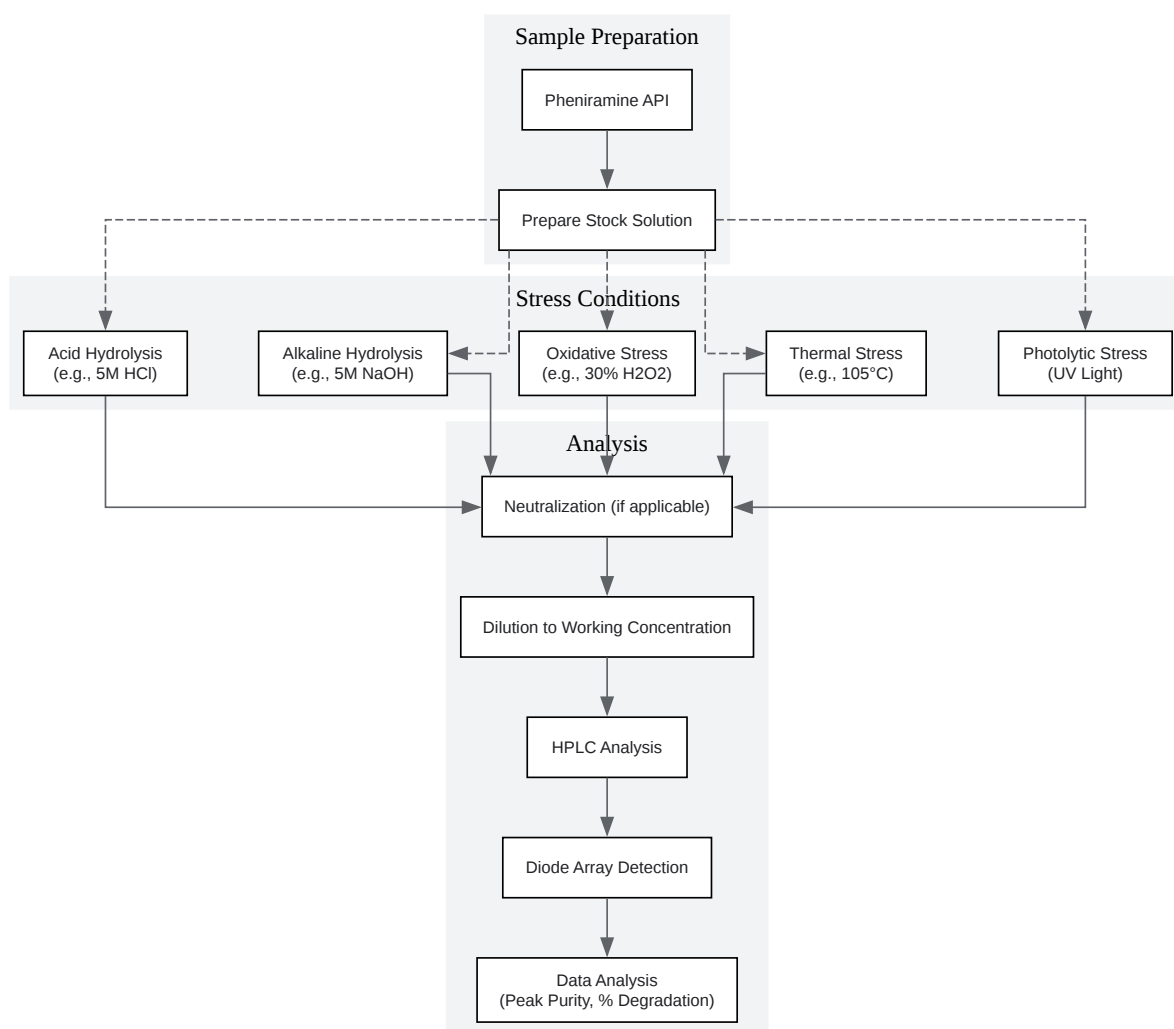 Sample Preparation
Pheniramine API
Prepare Stock Solution
Stress Conditions
Acid Hydrolysis
(e.g., 5M HCl)
Alkaline Hydrolysis
(e.g., 5M NaOH)
Oxidative Stress
(e.g., 30% H2O2)
Thermal Stress
(e.g., 105°C)
Photolytic Stress
(UV Light)
Analysis
Neutralization (if applicable)
Dilution to Working Concentration
HPLC Analysis
Diode Array Detection
Data Analysis
(Peak Purity, % Degradation)